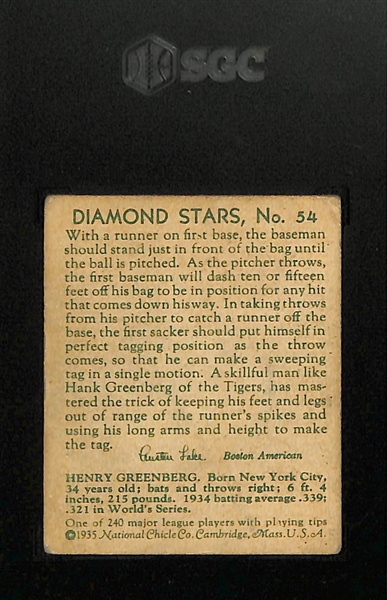 SGC
DIAMOND STARS, No. 54
With a runner on first base, the baseman
should stand just in front of the bag until
the ball is pitched. As the pitcher throws,
the first baseman will dash ten or fifteen
feet off his bag to be in position for any hit
that comes down his way. In taking throws
from his pitcher to catch a runner off the
base, the first sacker should put himself in
perfect tagging position as the throw
comes, so that he can make a sweeping
tag in a single motion. A skillful man like
Hank Greenberg of the Tigers, has mas-
tered the trick of keeping his feet and legs
out of range of the runner's spikes and
using his long arms and height to make
the tag.
Austen Lake Boston American
HENRY GREENBERG. Born New York City,
34 years old; bats and throws right; 6 ft. 4
inches, 215 pounds. 1934 batting average .339;
.321 in World's Series.
One of 240 major league players with playing tips
©1935 National Chicle Co. Cambridge, Mass. U.S.A.